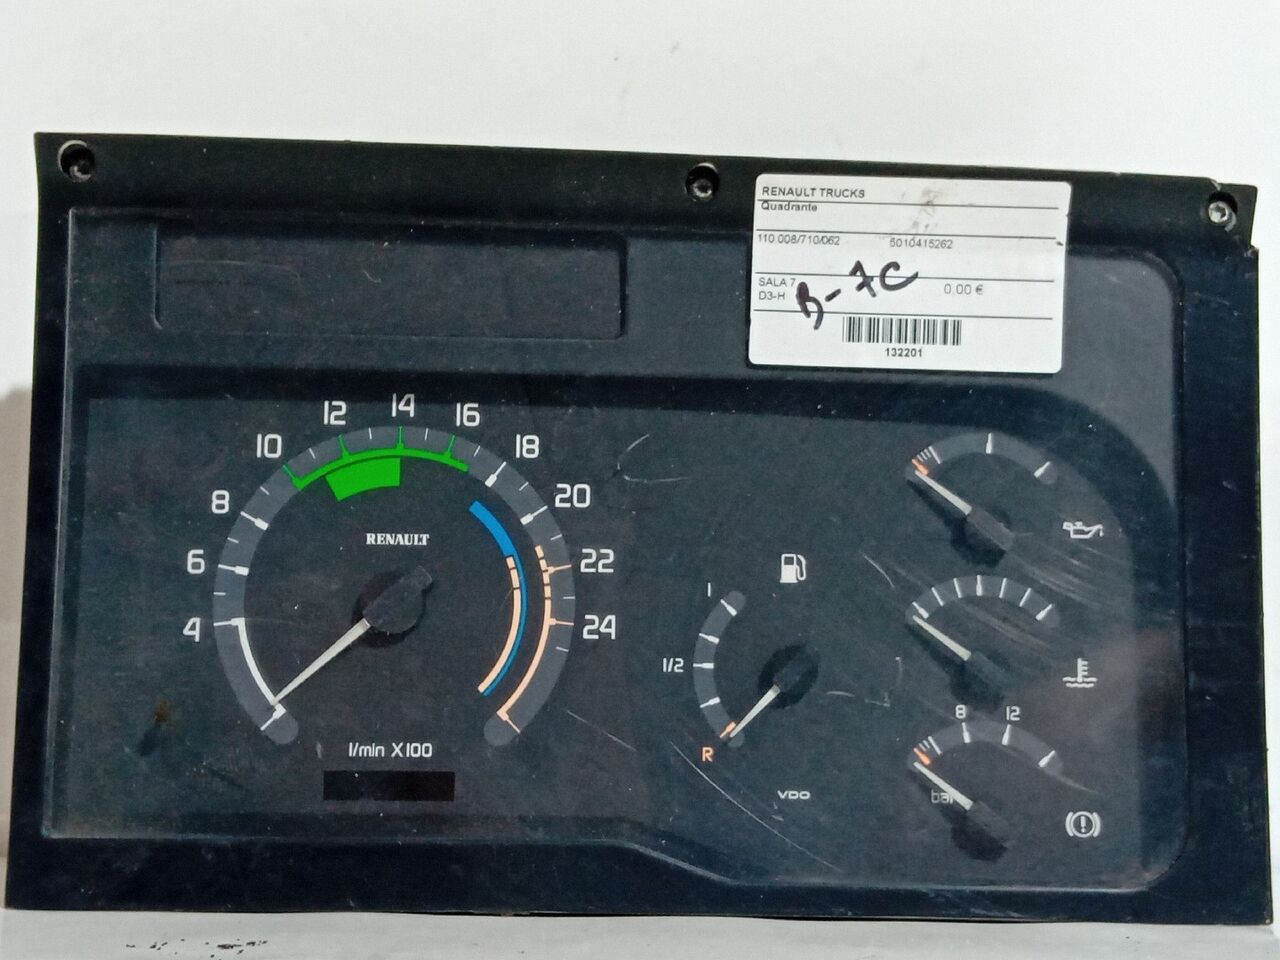 RENAULT TRUCKS
Quadrante
110.008/710/062 5010415262
SALA 7
D3-H
0,00 €
B-7C
132201
4 6 8 10 12 14 16 18 20 22 24
RENAULT
1/min X100
1
1/2
R
VDO
8 12
bar